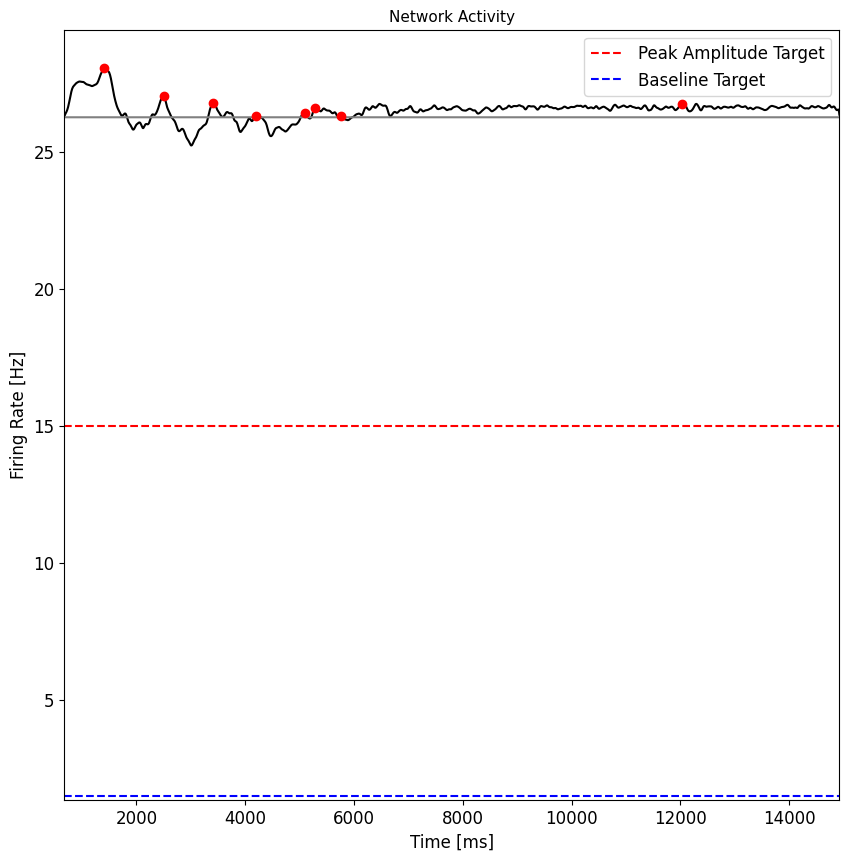 Network Activity
Peak Amplitude Target
Baseline Target
Firing Rate [Hz]
25
20
15
10
5
2000 4000 6000 8000 10000 12000 14000
Time [ms]